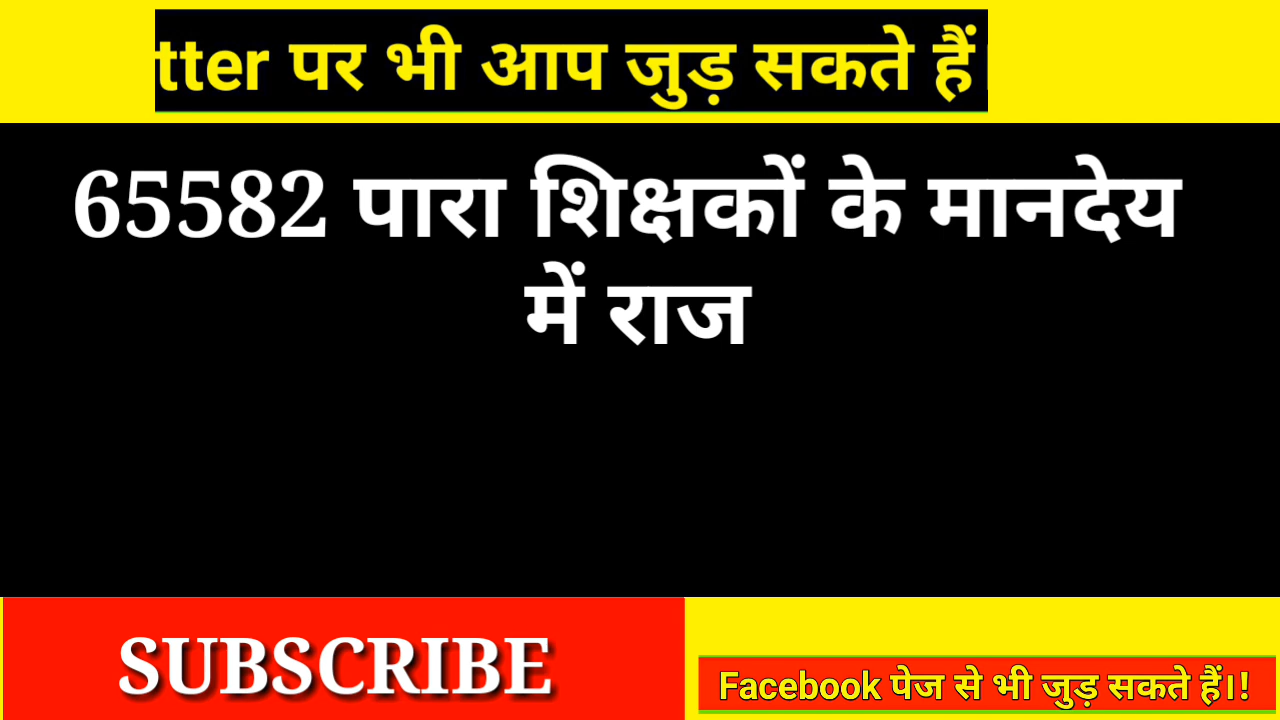 tter पर भी आप जुड़ सकते हैं
65582 पारा शिक्षकों के मानदेय
में राज
SUBSCRIBE
Facebook पेज से भी जुड़ सकते हैं।!